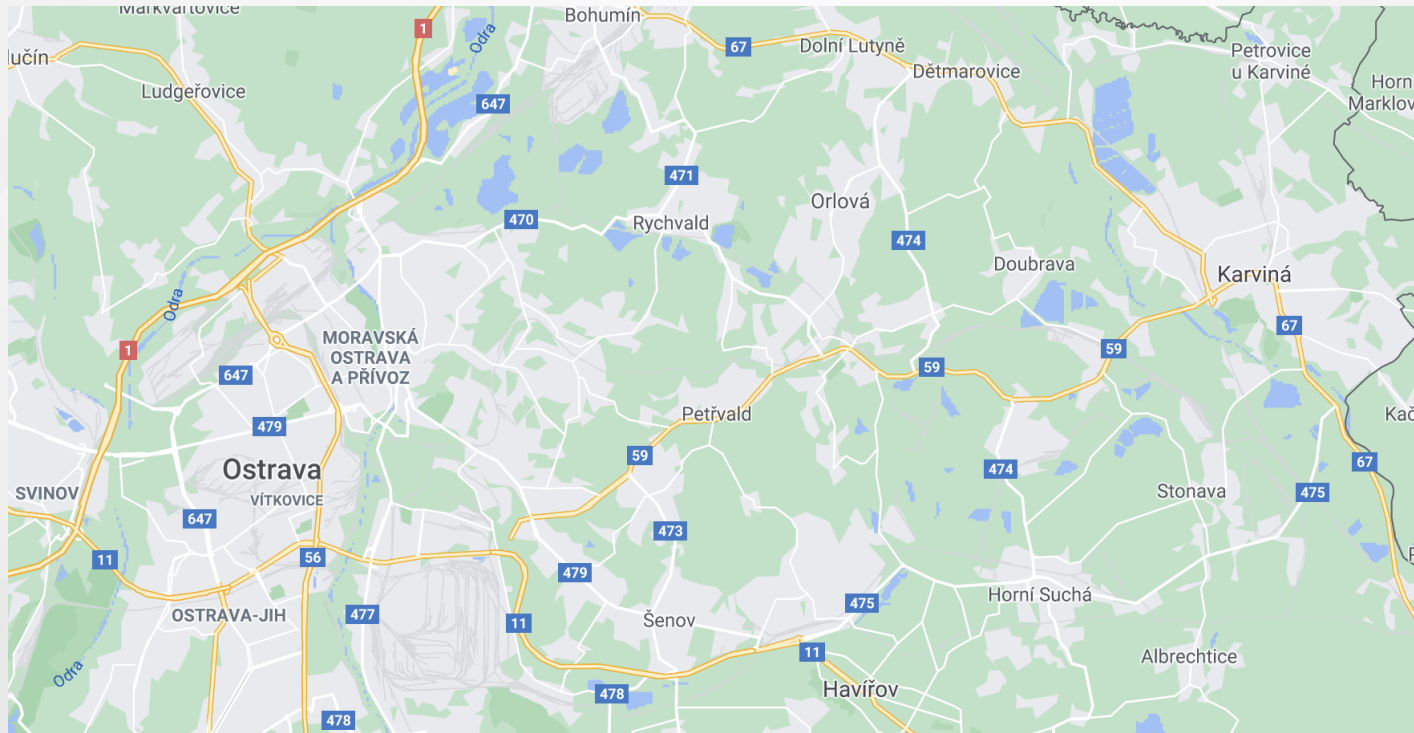 Markvartovice
Bohumín
1
Odra
67
Dolní Lutyně
Petrovice
u Karviné
lučín
Dětmarovice
Ludgeřovice
647
Horn
Marklov
471
Orlová
470
Rychvald
474
Doubrava
Karviná
Odra
67
MORAVSKÁ
OSTRAVA
A PŘÍVOZ
1
59
647
59
Petřvald
Kač
479
59
67
Ostrava
474
SVINOV
VÍTKOVICE
Stonava
475
647
473
11
56
479
Horní Suchá
475
OSTRAVA-JIH
477
11
Šenov
11
Albrechtice
Odra
Havířov
478
478